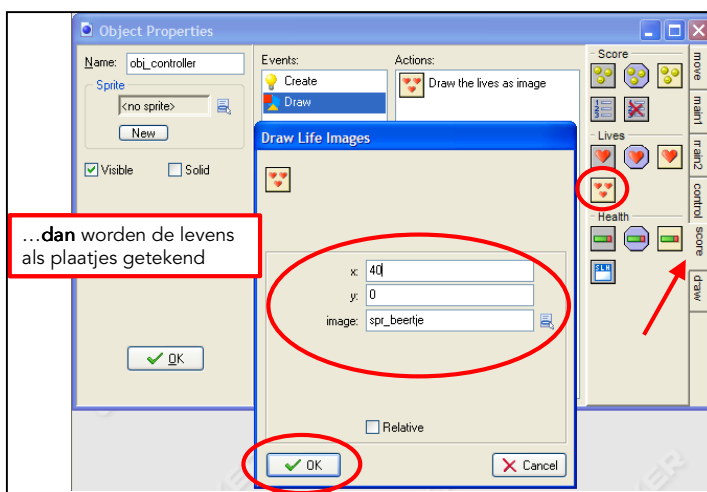 Object Properties
Name: obj_controller
Sprite
<no sprite>
New
Visible
Solid
OK
Events:
Create
Draw
Actions:
Draw the lives as image
Score
Lives
Health
move
main1
main2
control
score
draw
…dan worden de levens
als plaatjes getekend
Draw Life Images
x: 40
y: 0
image: spr_beertje
Relative
OK
Cancel